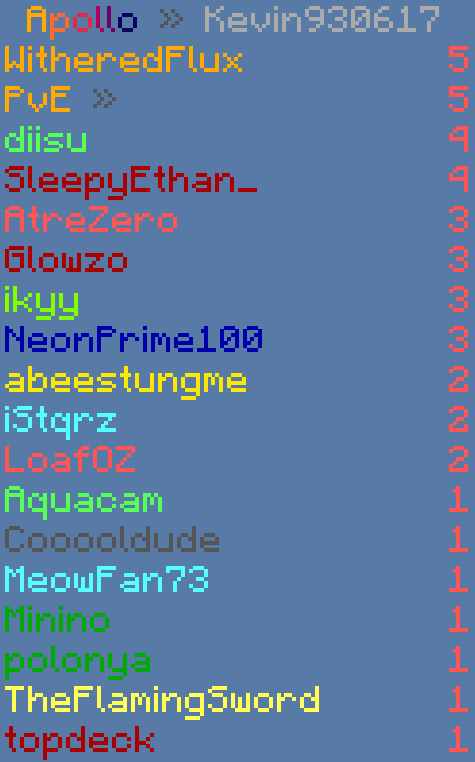 Apollo » Kevin930617
WitheredFlux 5
PvE » 5
diisu 4
SleepyEthan_ 4
AtreZero 3
Glowzo 3
ikyy 3
NeonPrime100 3
abeestungme 2
iStqrz 2
LoafOZ 2
Aquacam 1
Cooooldude 1
MeowFan73 1
Minino 1
polonya 1
TheFlamingSword 1
topdeck 1